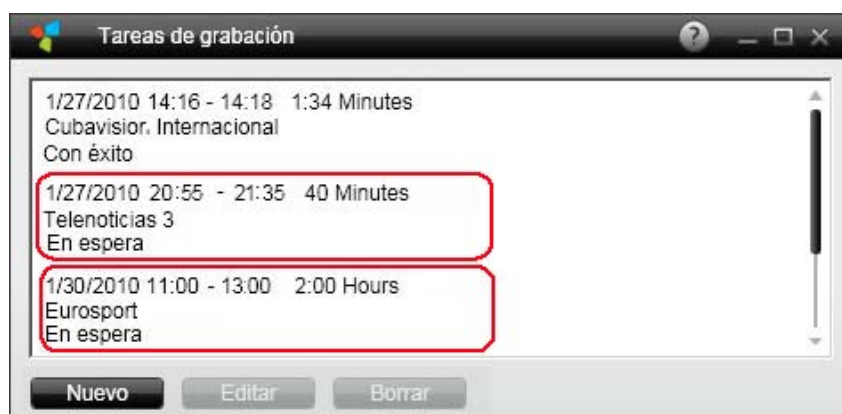 Tareas de grabación
?
1/27/2010 14:16 - 14:18 1:34 Minutes
Cubavisior. Internacional
Con éxito
1/27/2010 20:55 - 21:35 40 Minutes
Telenoticias 3
En espera
1/30/2010 11:00 - 13:00 2:00 Hours
Eurosport
En espera
Nuevo Editar Borrar